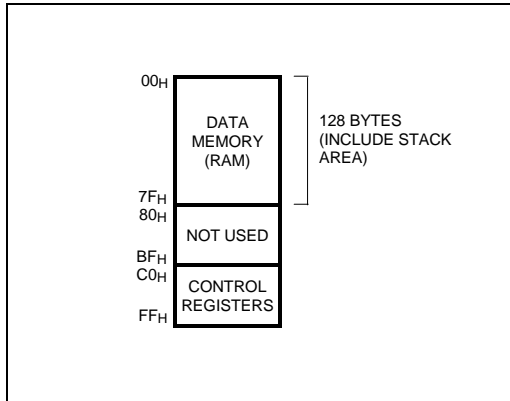 00H
DATA
MEMORY
(RAM)
128 BYTES
(INCLUDE STACK
AREA)
7FH
80H
NOT USED
BFH
C0H
CONTROL
REGISTERS
FFH